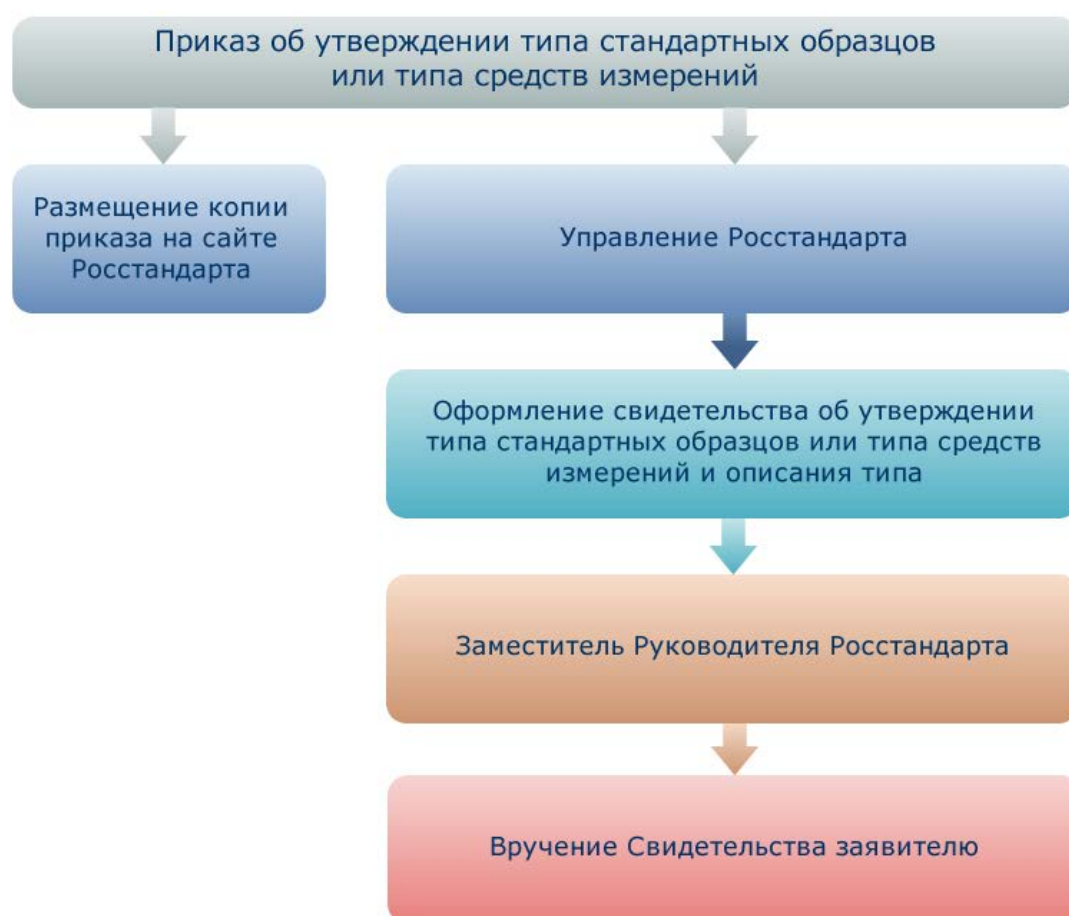 Приказ об утверждении типа стандартных образцов
или типа средств измерений
Размещение копии
приказа на сайте
Росстандарта
Управление Росстандарта
Оформление свидетельства об утверждении
типа стандартных образцов или типа средств
измерений и описания типа
Заместитель Руководителя Росстандарта
Вручение Свидетельства заявителю